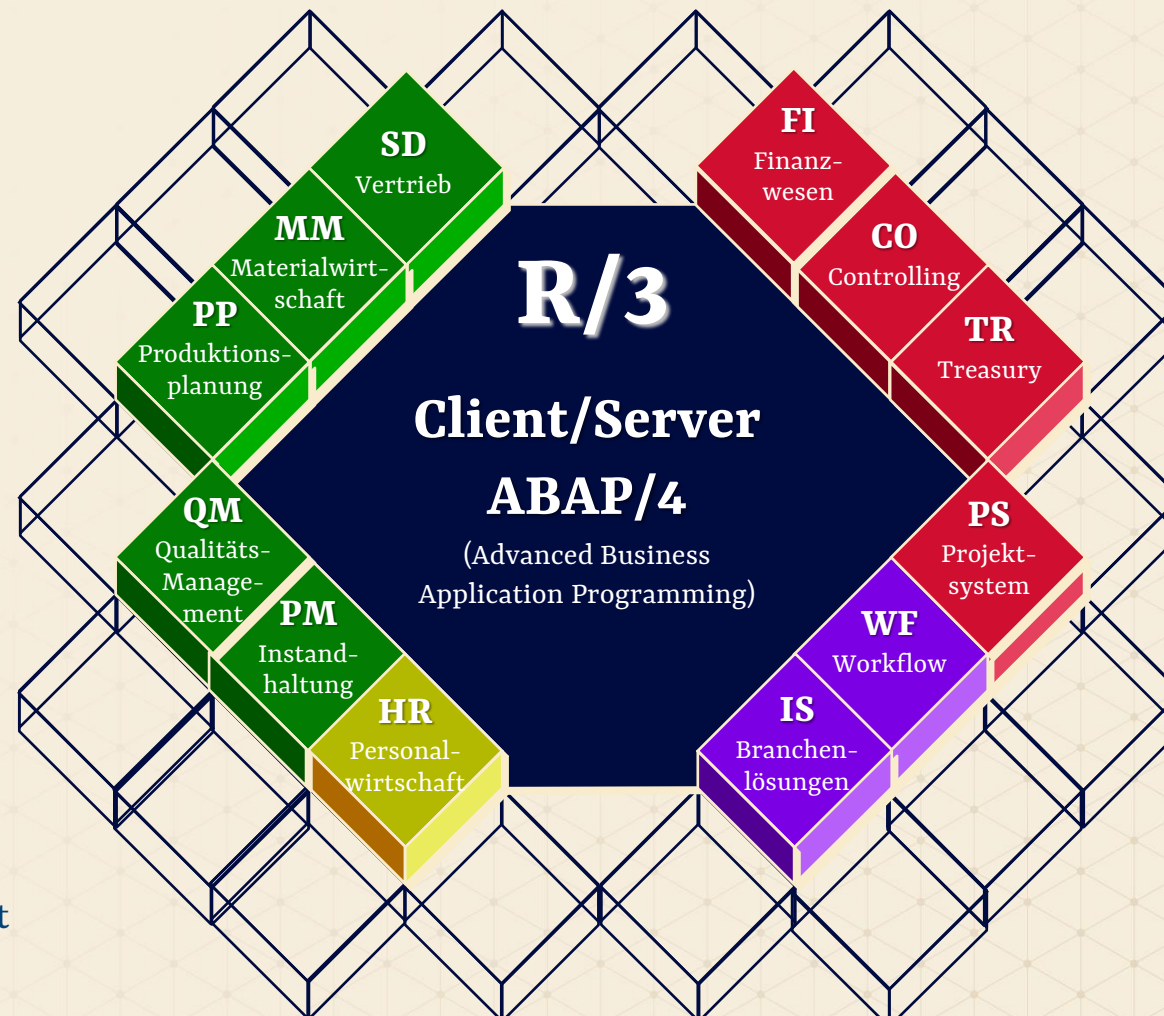 SD
Vertrieb
MM
Materialwirt-
schaft
PP
Produktions-
planung
QM
Qualitäts-
Manage-
ment
PM
Instand-
haltung
HR
Personal-
wirtschaft
R/3
Client/Server
ABAP/4
(Advanced Business
Application Programming)
FI
Finanz-
wesen
CO
Controlling
TR
Treasury
PS
Projekt-
system
WF
Workflow
IS
Branchen-
lösungen
t